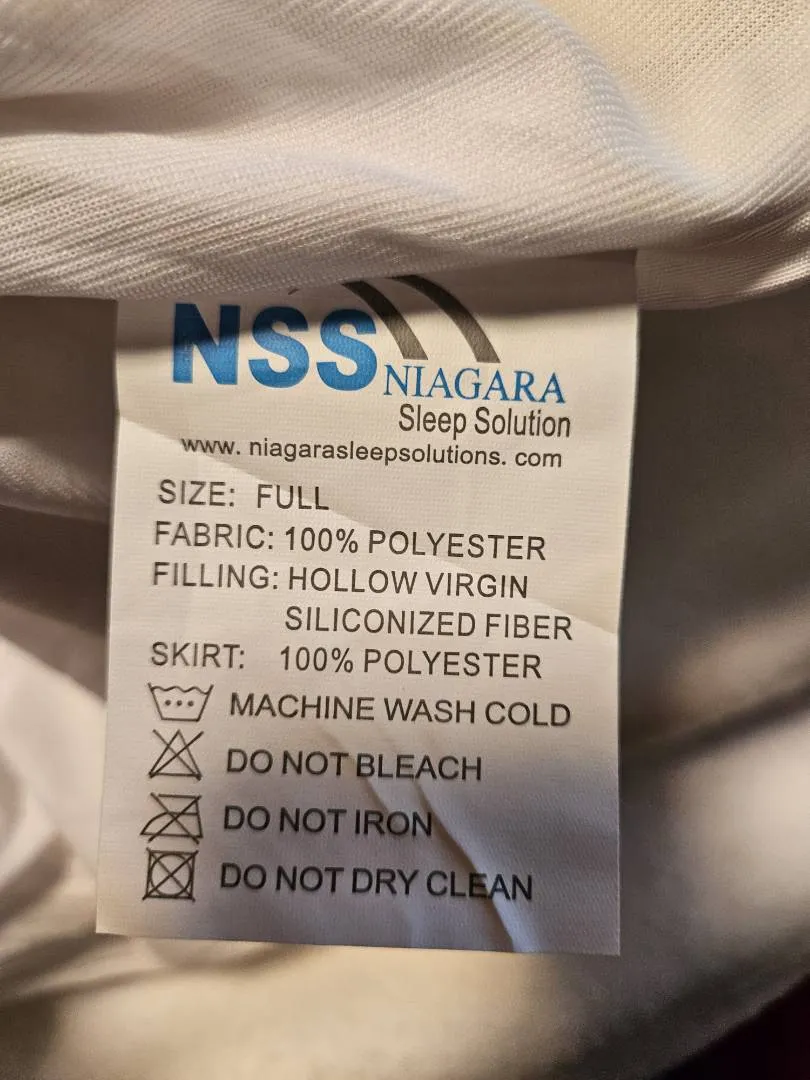 NSS NIAGARA
Sleep Solution
www. niagarasleepsolutions. com
SIZE: FULL
FABRIC: 100% POLYESTER
FILLING: HOLLOW VIRGIN
SILICONIZED FIBER
SKIRT: 100% POLYESTER
MACHINE WASH COLD
DO NOT BLEACH
DO NOT IRON
DO NOT DRY CLEAN